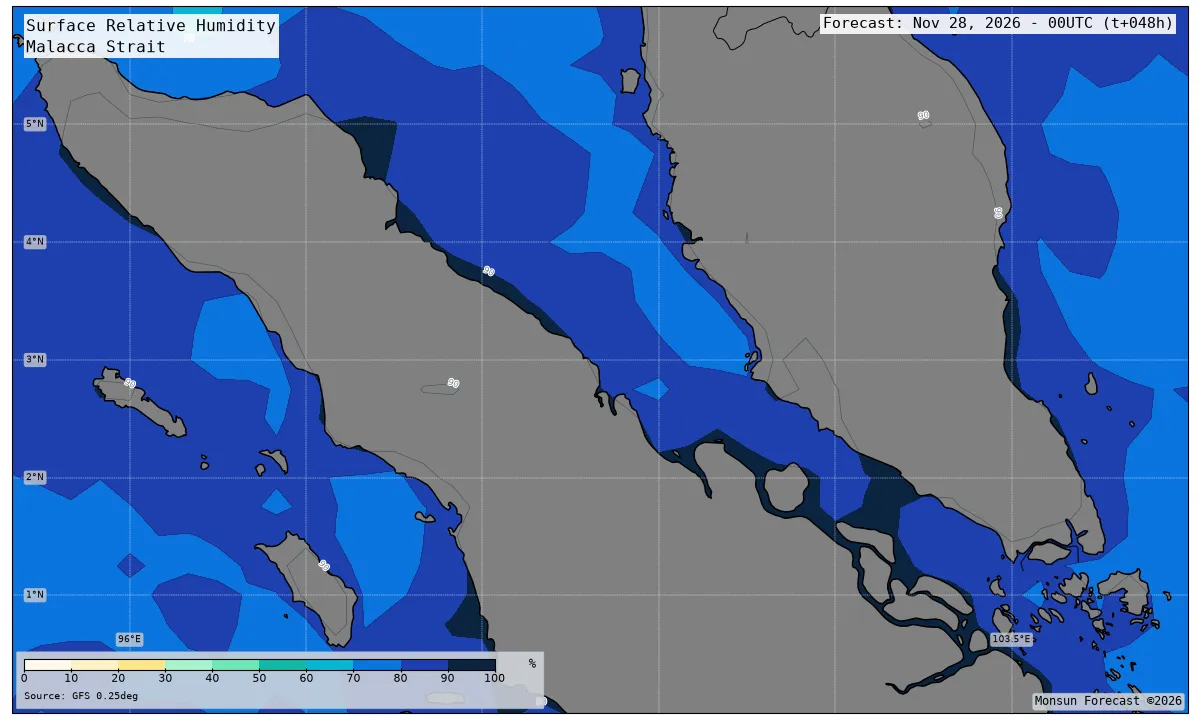 Surface Relative Humidity
Malacca Strait
Forecast: Nov 28, 2026 - 00UTC (t+048h)
90
5°N
90
4°N
90
3°N
90
90
2°N
90
1°N
96°E
103.5°E
%
0 10 20 30 40 50 60 70 80 90 100
Source: GFS 0.25deg
Monsun Forecast ©2026